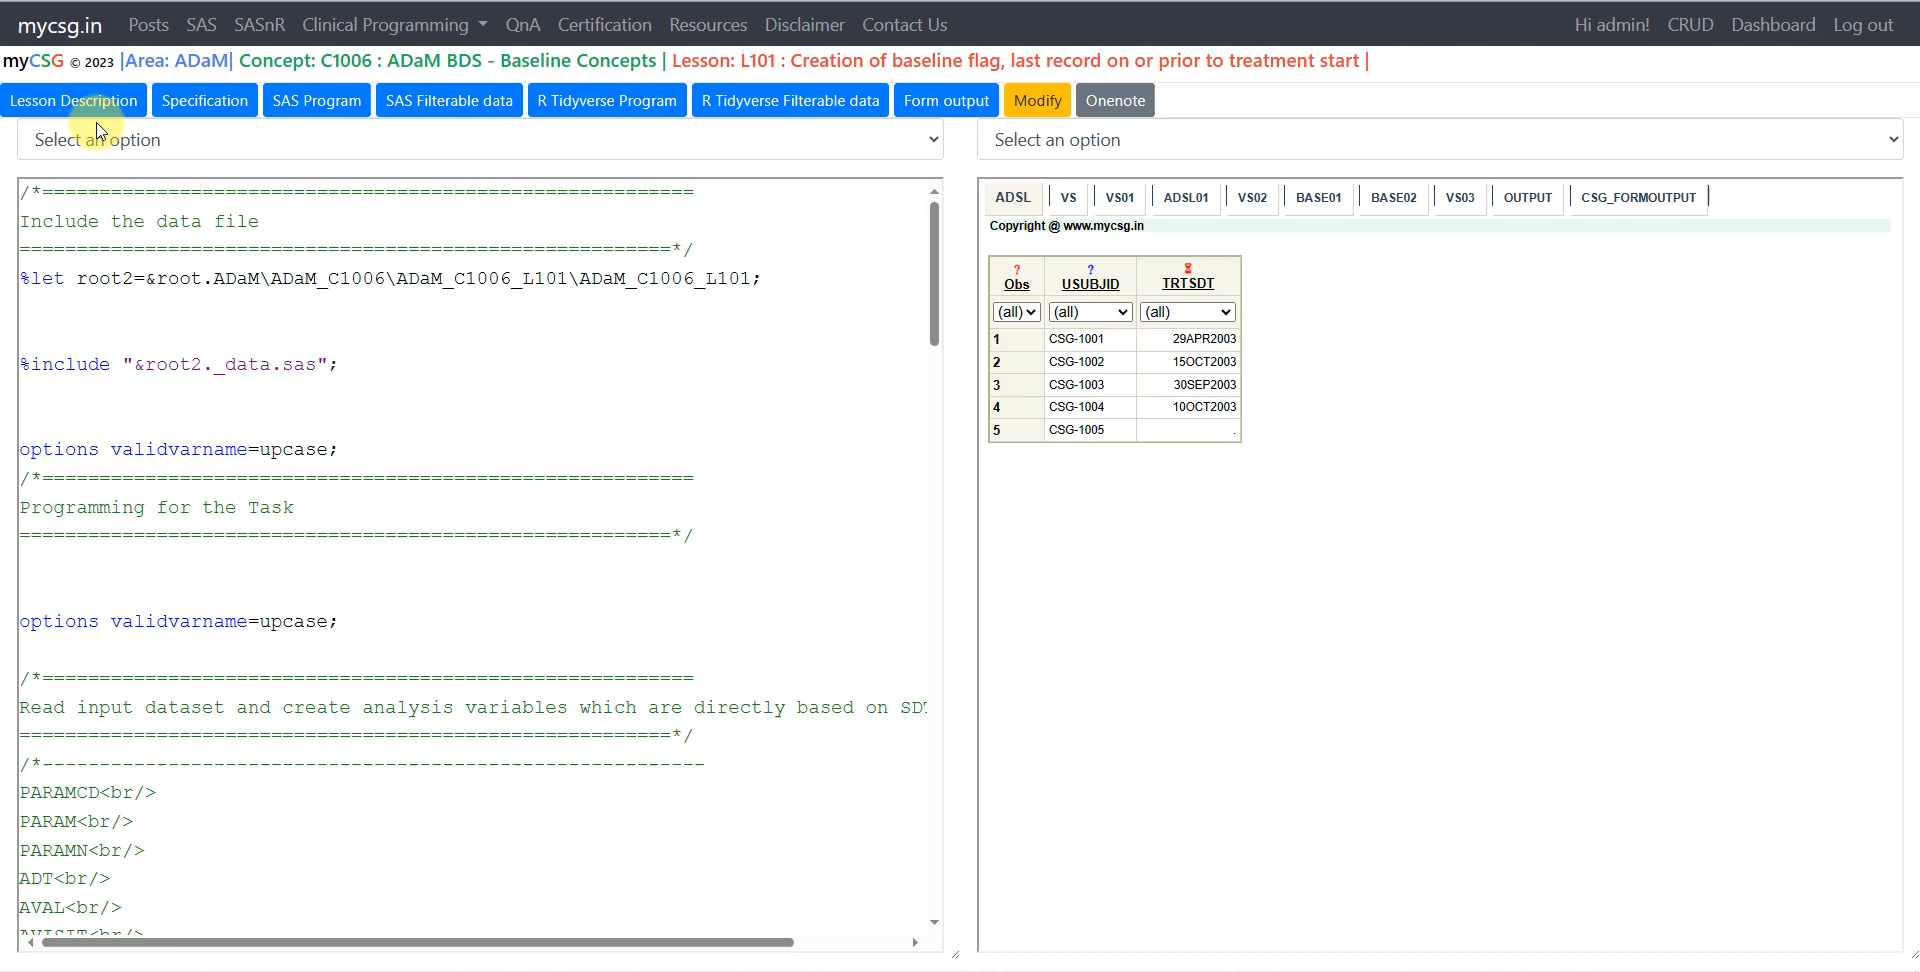 mycsg.in Posts SAS SASnR Clinical Programming QnA Certification Resources Disclaimer Contact Us Hi admin! CRUD Dashboard Log out
myCSG © 2023 |Area: ADaM| Concept: C1006 : ADaM BDS - Baseline Concepts | Lesson: L101 : Creation of baseline flag, last record on or prior to treatment start |
Lesson Description Specification SAS Program SAS Filterable data R Tidyverse Program R Tidyverse Filterable data Form output Modify Onenote
Select an option
/*=========================================================
Include the data file
=========================================================*/
%let root2=&root.ADaM\ADaM_C1006\ADaM_C1006_L101\ADaM_C1006_L101;
%include "&root2._data.sas";
options validvarname=upcase;
/*=========================================================
Programming for the Task
=========================================================*/
options validvarname=upcase;
/*=========================================================
Read input dataset and create analysis variables which are directly based on SDT
=========================================================*/
/*----------------------------------------------------------
PARAMCD<br/>
PARAM<br/>
PARAMN<br/>
ADT<br/>
AVAL<br/>
AVISIT<br/>
Select an option
ADSL VS VS01 ADSL01 VS02 BASE01 BASE02 VS03 OUTPUT CSG_FORMOUTPUT
Copyright @ www.mycsg.in
? ?
Obs USUBJID TRTSDT
(all) (all) (all)
1 CSG-1001 29APR2003
2 CSG-1002 15OCT2003
3 CSG-1003 30SEP2003
4 CSG-1004 10OCT2003
5 CSG-1005 .